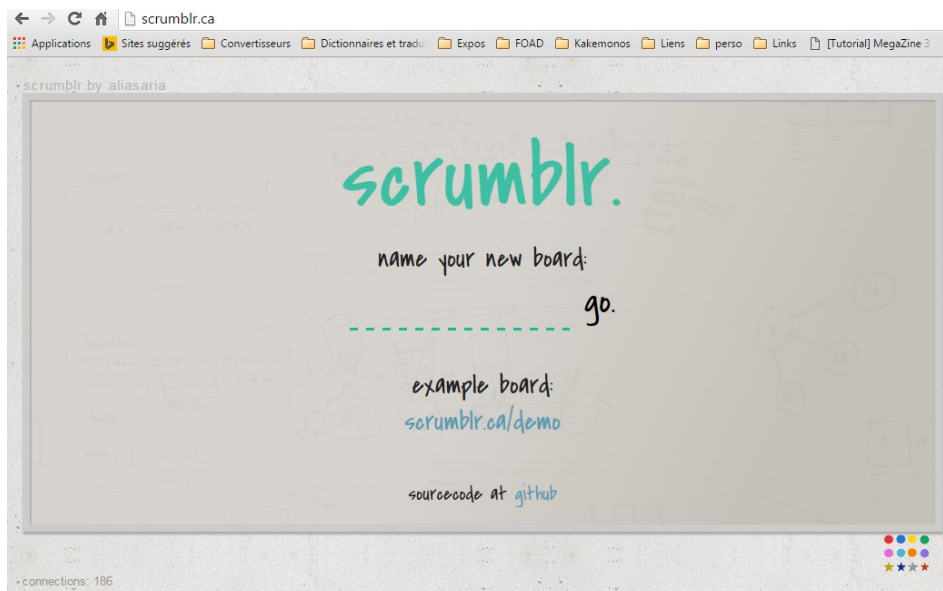 scrumblr.ca
Applications Sites suggérés Convertisseurs Dictionnaires et tradu Expos FOAD Kakemonos Liens perso Links [Tutorial] MegaZine 3
scrumblr by aliasaria
scrumblr.
name your new board:
go.
example board:
scrumblr.ca/demo
sourcecode at github
connections: 186